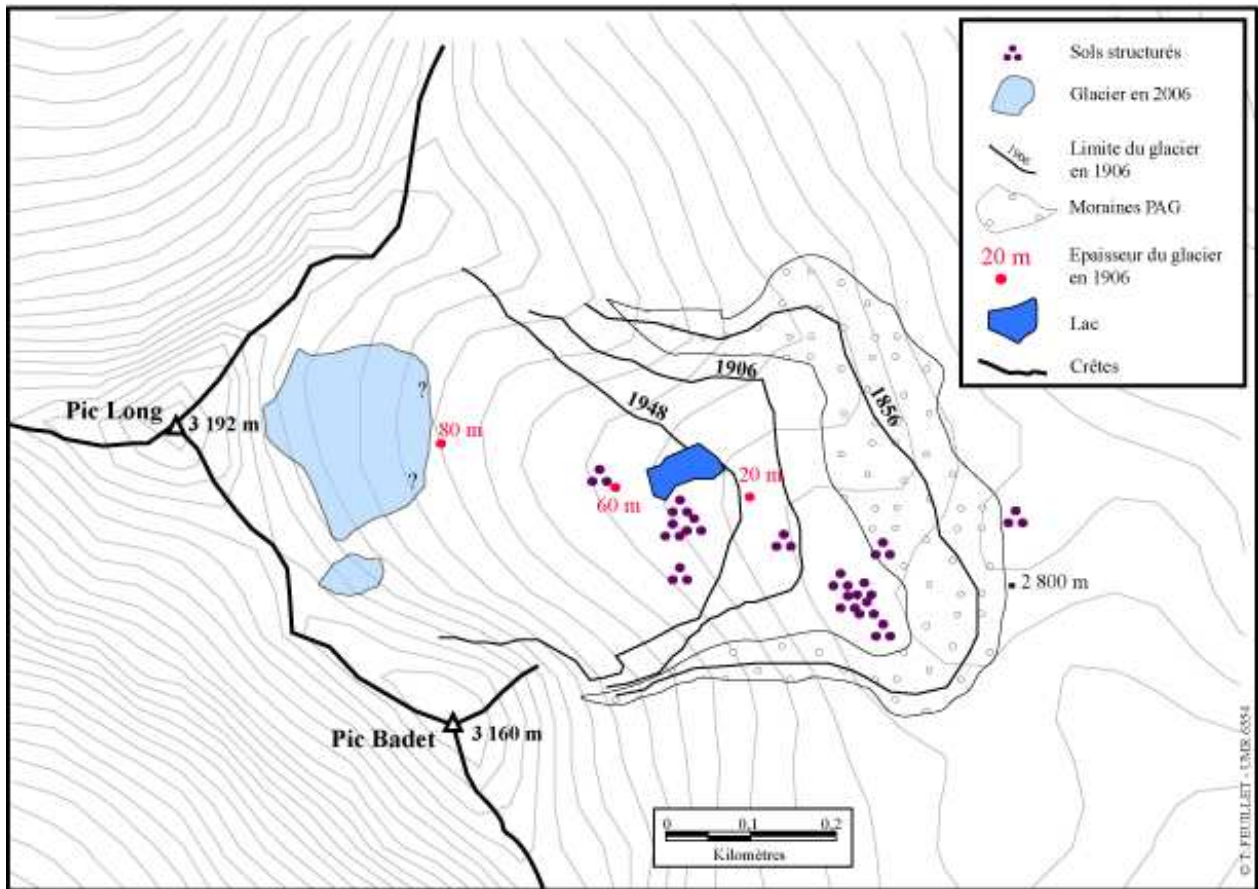 Sols structurés
Glacier en 2006
1906
Limite du glacier
en 1906
Moraines PAG
20 m
Epaisseur du glacier
en 1906
Lac
Crêtes
1906
1948
1856
?
Pic Long
3 192 m
80 m
?
20 m
60 m
2 800 m
Pic Badet
3 160 m
0
0,1
0,2
Kilomètres
© T. FEUILLET - UMR 6554